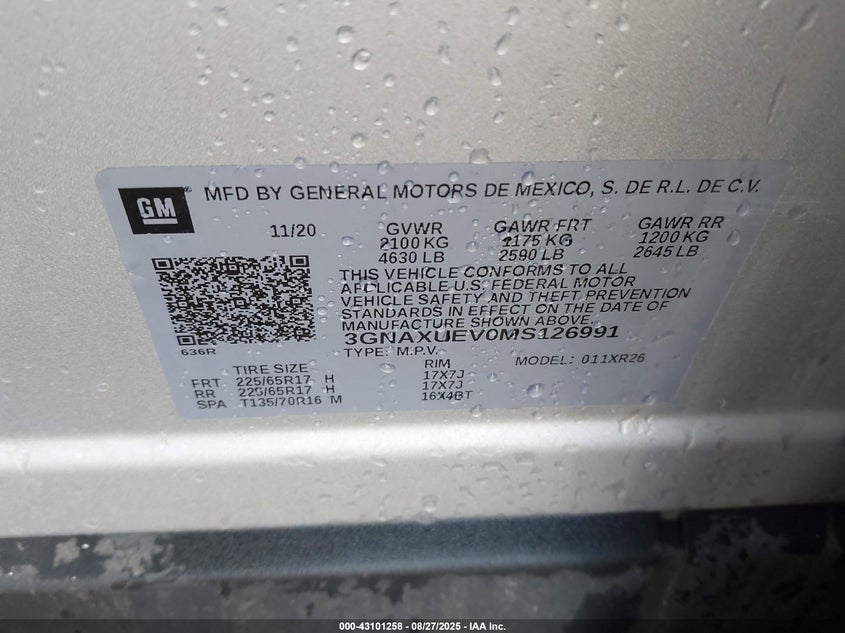 GM
MFD BY GENERAL MOTORS DE MEXICO, S. DE R.L. DE C.V.
11/20 GVWR GAWR FRT GAWR RR
2100 KG 1175 KG 1200 KG
4630 LB 2590 LB 2645 LB
THIS VEHICLE CONFORMS TO ALL
APPLICABLE U.S. FEDERAL MOTOR
VEHICLE SAFETY AND THEFT PREVENTION
STANDARDS IN EFFECT ON THE DATE OF
MANUFACTURE SHOWN ABOVE.
3GNAXUEV0MS126991
636R TYPE: M.P.V. MODEL: 011XR26
TIRE SIZE RIM
FRT 225/65R17 H 17X7J
RR 225/65R17 H 17X7J
SPA T135/70R16 M 16X4BT
000-43101258 - 08/27/2025 - IAA Inc.